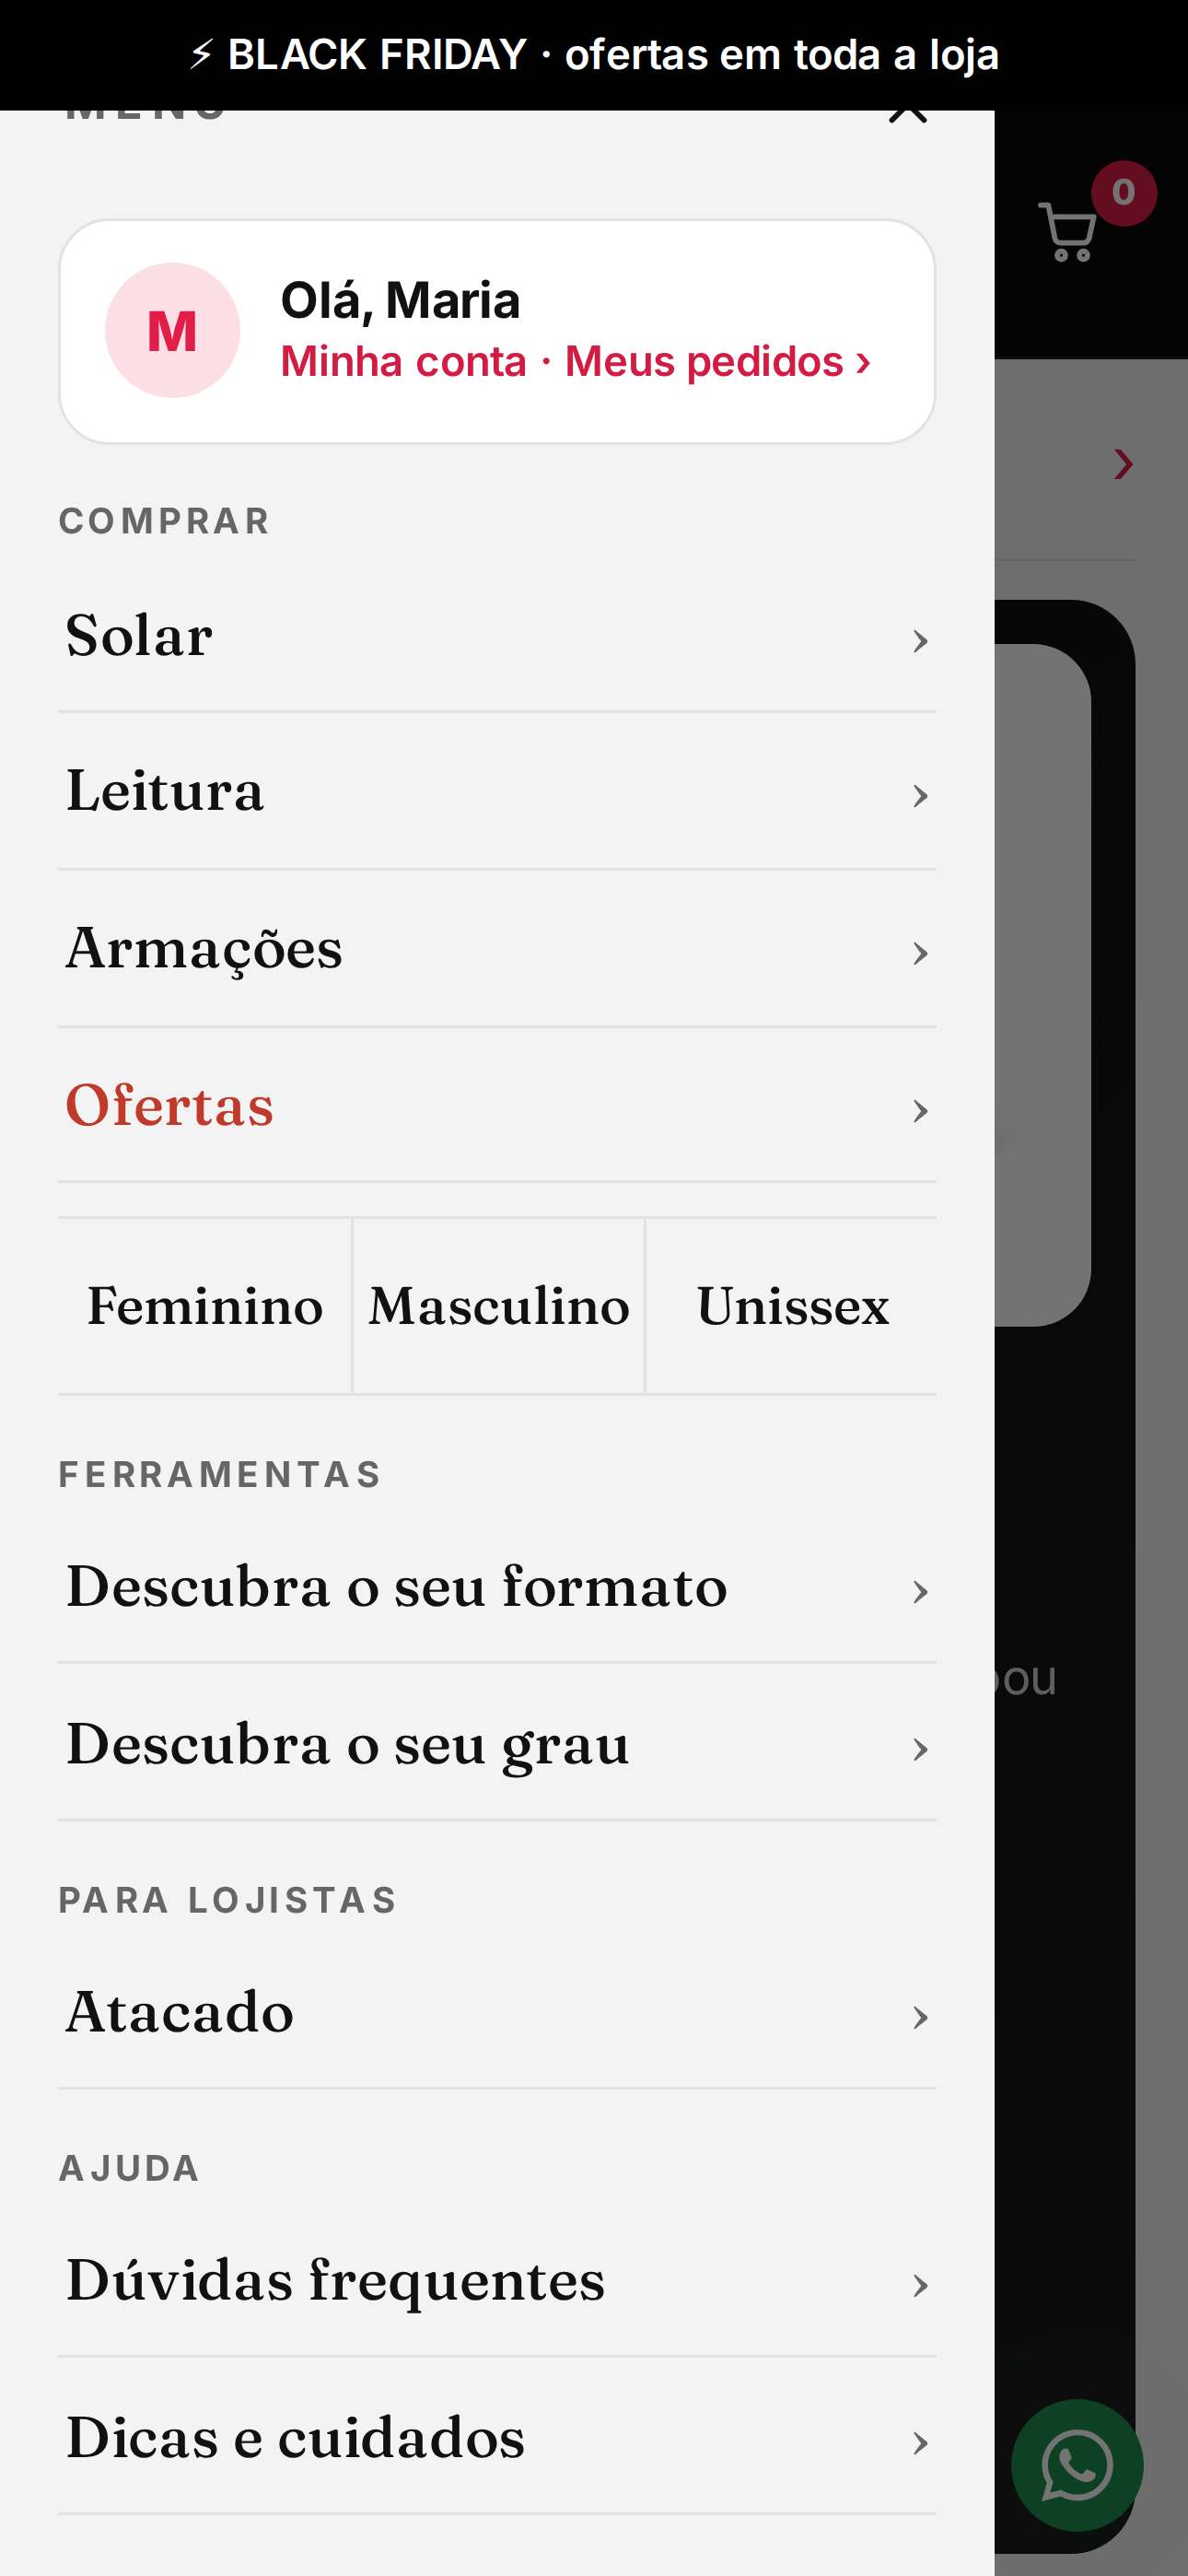 ⚡ BLACK FRIDAY · ofertas em toda a loja
MENU
0
M
Olá, Maria
Minha conta · Meus pedidos ›
COMPRAR
Solar ›
Leitura ›
Armações ›
Ofertas ›
Feminino Masculino Unissex
FERRAMENTAS
Descubra o seu formato ›
Descubra o seu grau ›
PARA LOJISTAS
Atacado ›
AJUDA
Dúvidas frequentes ›
Dicas e cuidados ›